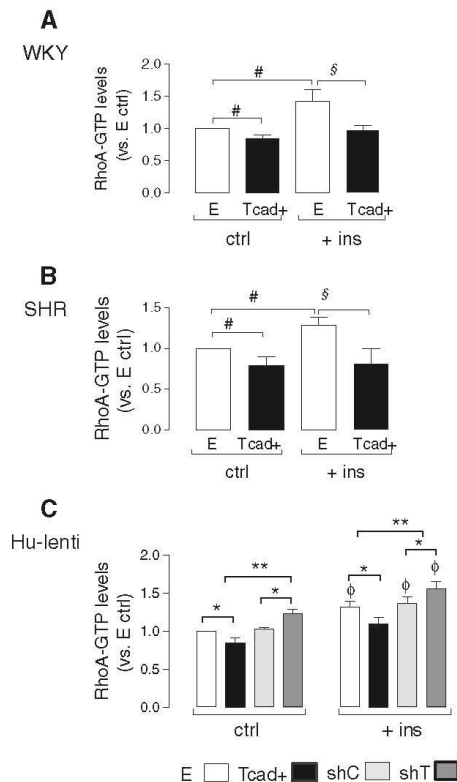 A
WKY
RhoA-GTP levels
(vs. E ctrl)
2.0
1.5
1.0
0.5
0.0
#
#
§
E Tcad+ E Tcad+
ctrl + ins
B
SHR
RhoA-GTP levels
(vs. E ctrl)
1.5
1.0
0.5
0.0
#
#
§
E Tcad+ E Tcad+
ctrl + ins
C
Hu-lenti
RhoA-GTP levels
(vs. E ctrl)
2.0
1.5
1.0
0.5
0.0
** **
* * * *
ϕ ϕ ϕ
ctrl + ins
E Tcad+ shC shT